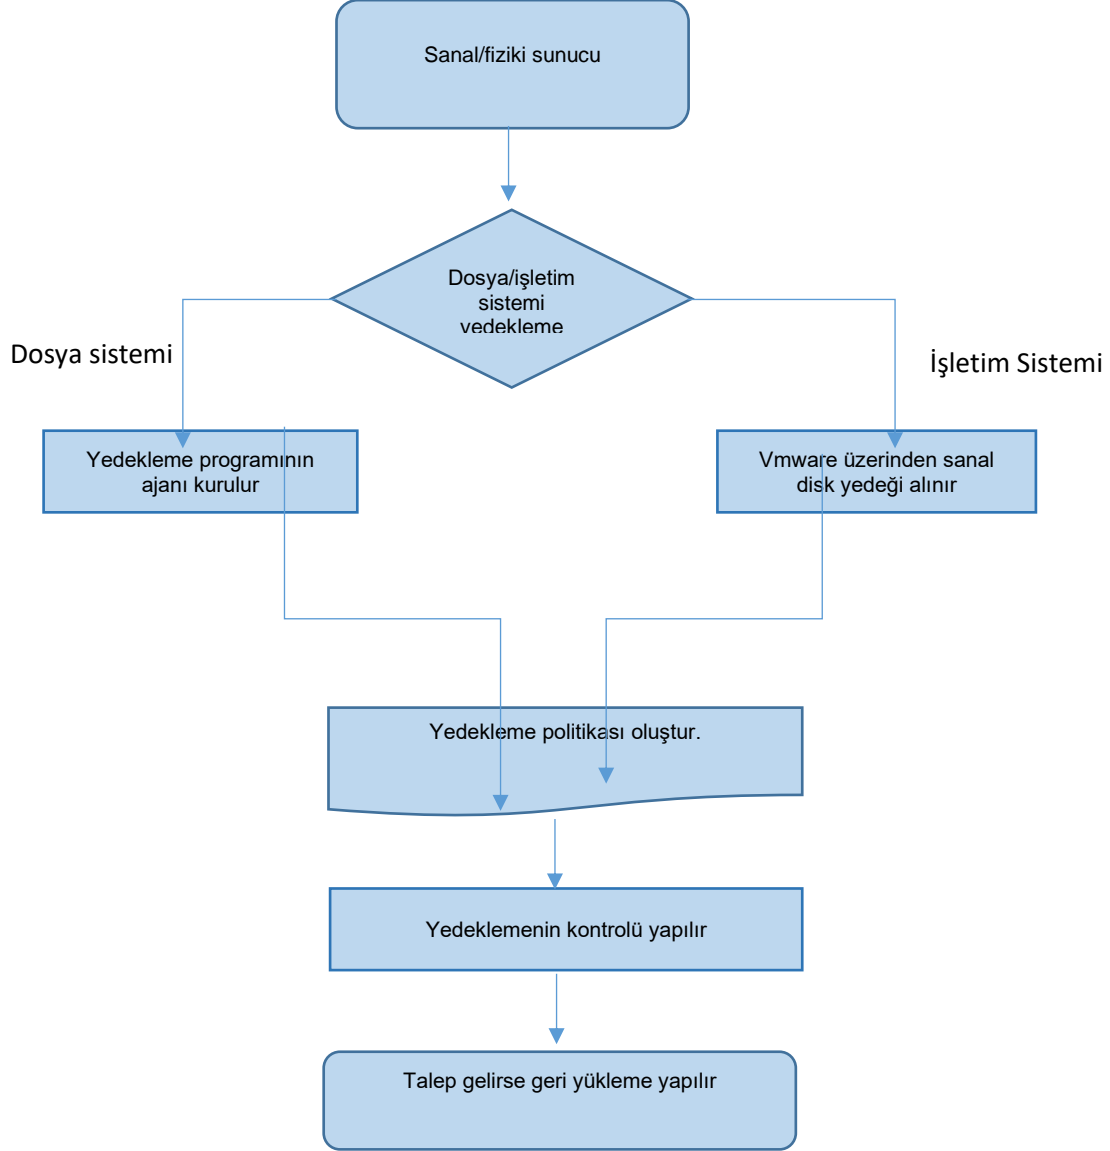 Sanal/fiziki sunucu
Dosya/işletim
sistemi
yedekleme
Dosya sistemi
İşletim Sistemi
Yedekleme programının
ajanı kurulur
Vmware üzerinden sanal
disk yedeği alınır
Yedekleme politikası oluştur.
Yedeklemenin kontrolü yapılır
Talep gelirse geri yükleme yapılır